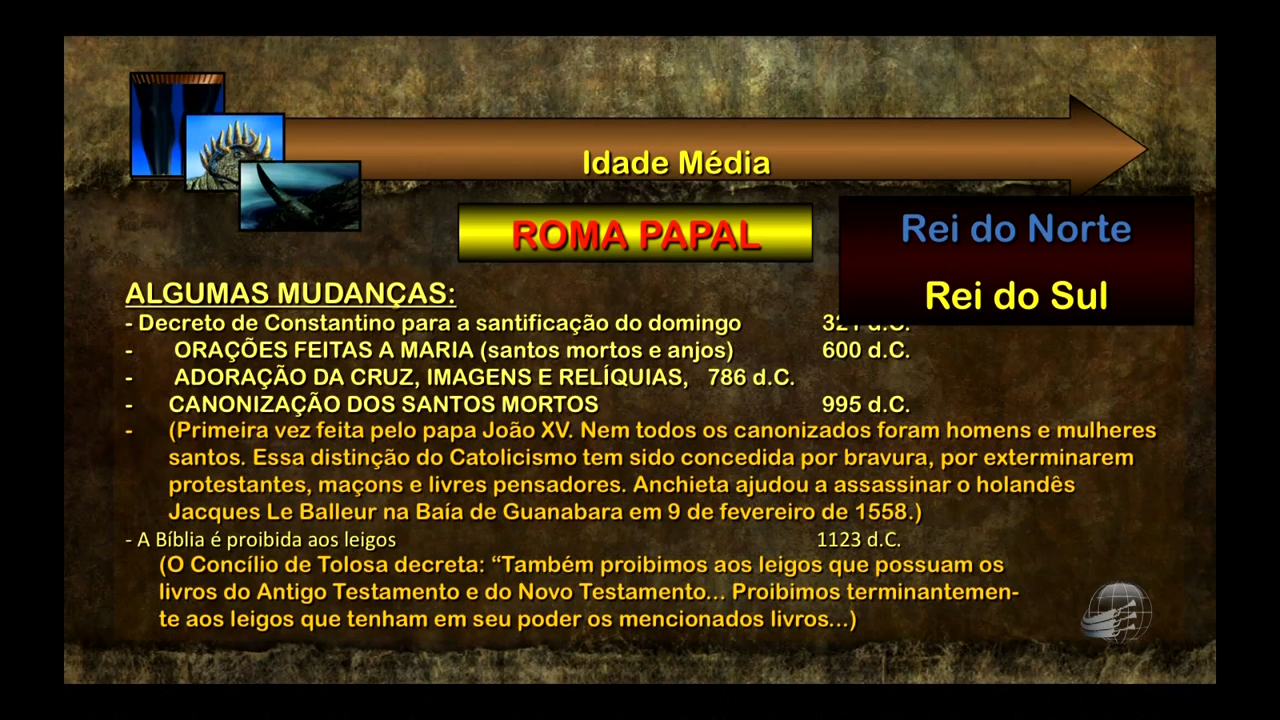 Idade Média
ROMA PAPAL
Rei do Norte
Rei do Sul
ALGUMAS MUDANÇAS:
- Decreto de Constantino para a santificação do domingo 321 d.C.
- ORAÇÕES FEITAS A MARIA (santos mortos e anjos) 600 d.C.
- ADORAÇÃO DA CRUZ, IMAGENS E RELÍQUIAS, 786 d.C.
- CANONIZAÇÃO DOS SANTOS MORTOS 995 d.C.
- (Primeira vez feita pelo papa João XV. Nem todos os canonizados foram homens e mulheres
santos. Essa distinção do Catolicismo tem sido concedida por bravura, por exterminarem
protestantes, maçons e livres pensadores. Anchieta ajudou a assassinar o holandês
Jacques Le Balleur na Baía de Guanabara em 9 de fevereiro de 1558.)
- A Bíblia é proibida aos leigos 1123 d.C.
(O Concílio de Tolosa decreta: “Também proibimos aos leigos que possuam os
livros do Antigo Testamento e do Novo Testamento... Proibimos terminantemen-
te aos leigos que tenham em seu poder os mencionados livros...)